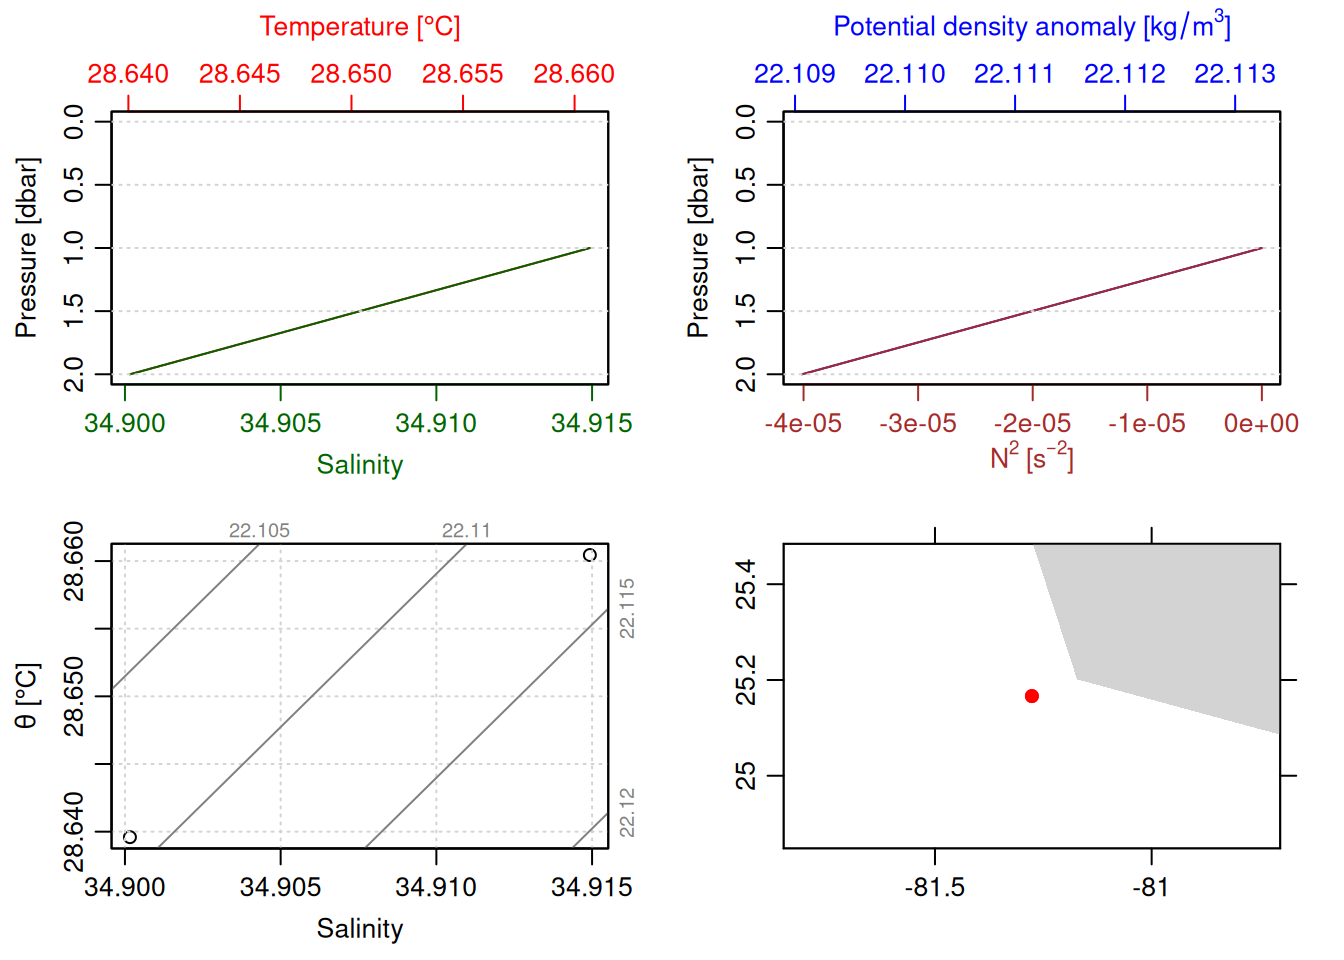 Temperature [°C]
28.640 28.645 28.650 28.655 28.660
Pressure [dbar]
0.0
0.5
1.0
1.5
2.0
34.900 34.905 34.910 34.915
Salinity
Potential density anomaly [kg/m³]
22.109 22.110 22.111 22.112 22.113
Pressure [dbar]
0.0
0.5
1.0
1.5
2.0
-4e-05 -3e-05 -2e-05 -1e-05 0e+00
N² [s⁻²]
22.105 22.11
θ [°C]
28.660
28.650
28.640
22.115
22.12
34.900 34.905 34.910 34.915
Salinity
25.4
25.2
25
-81.5 -81